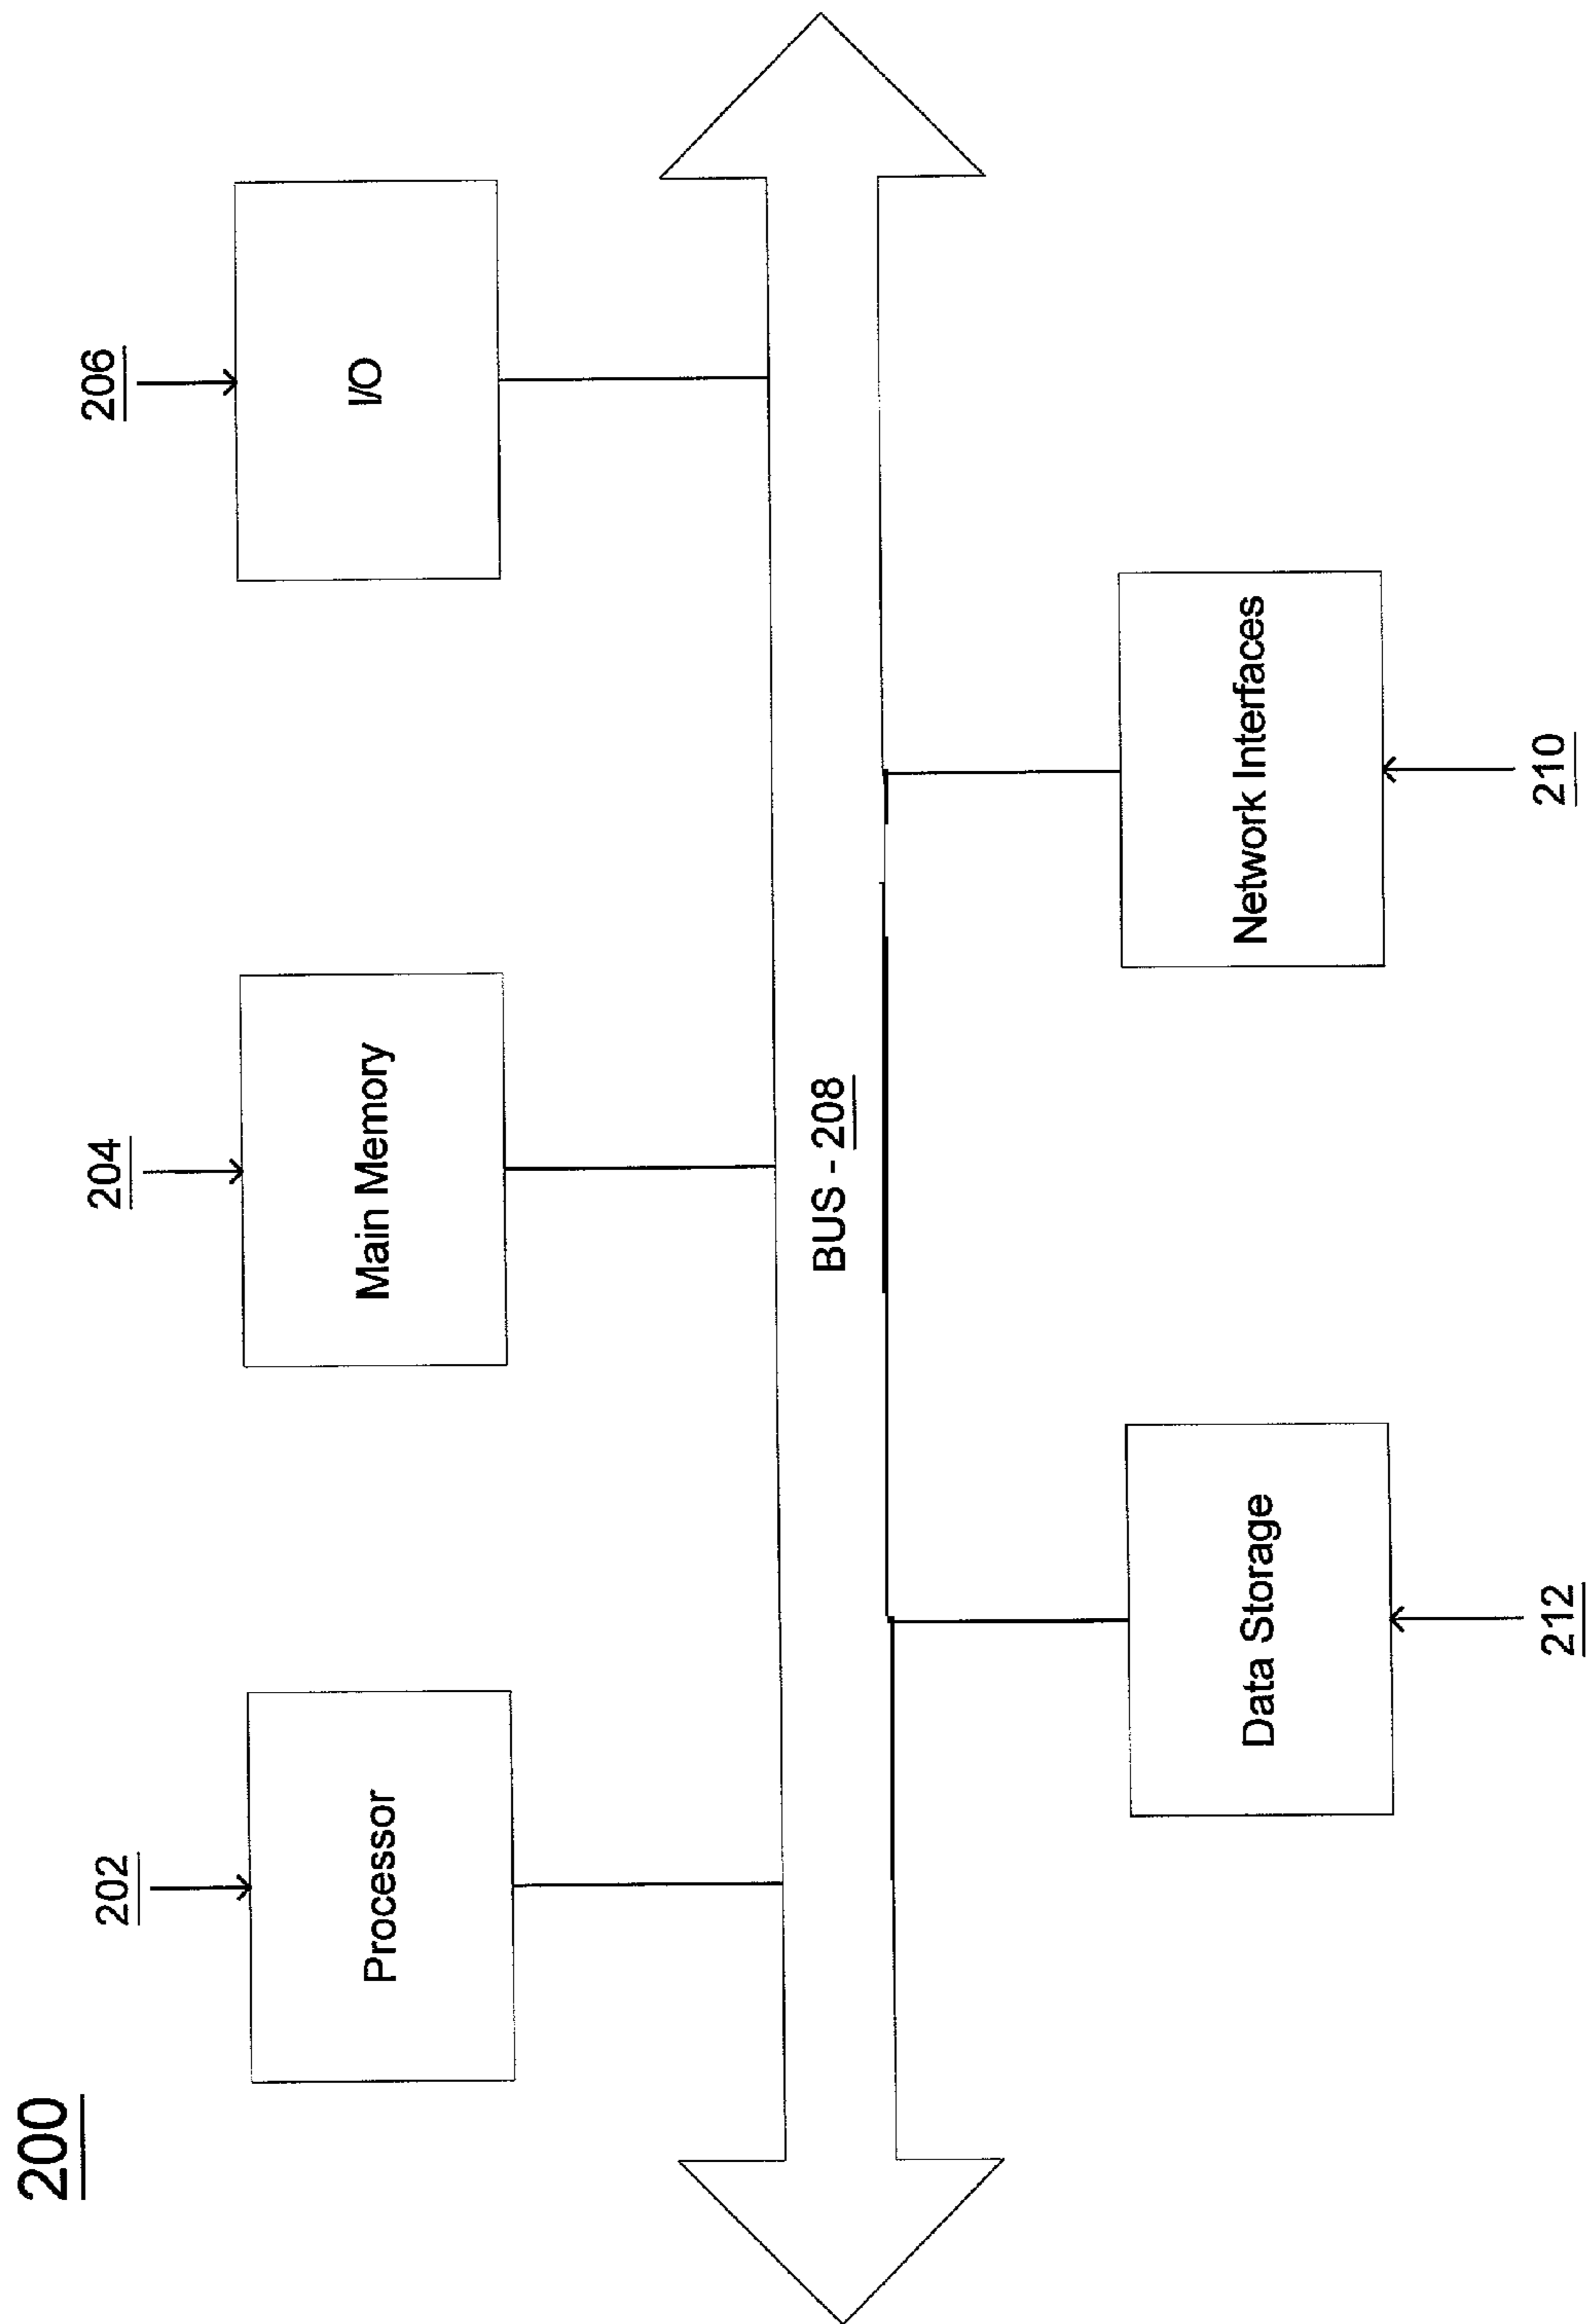 200
202
204
206
Processor
Main Memory
I/O
BUS - 208
Data Storage
Network Interfaces
212
210